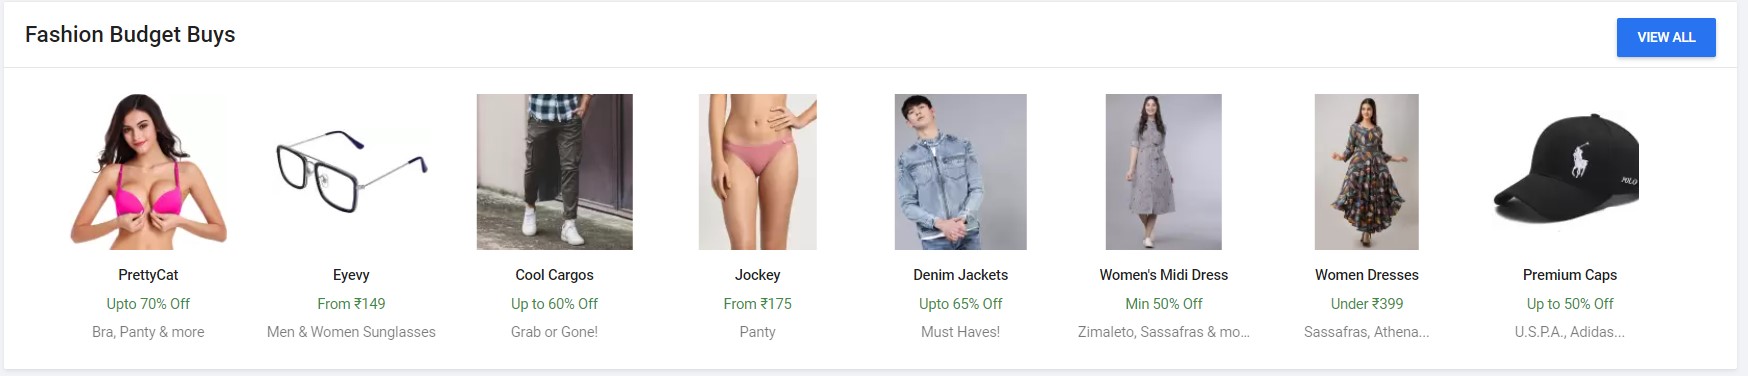 Fashion Budget Buys
VIEW ALL
POLO
PrettyCat
Eyevy
Cool Cargos
Jockey
Denim Jackets
Women's Midi Dress
Women Dresses
Premium Caps
Upto 70% Off
From ₹149
Up to 60% Off
From ₹175
Upto 65% Off
Min 50% Off
Under ₹399
Up to 50% Off
Bra, Panty & more
Men & Women Sunglasses
Grab or Gone!
Panty
Must Haves!
Zimaleto, Sassafras & mo...
Sassafras, Athena...
U.S.P.A., Adidas...